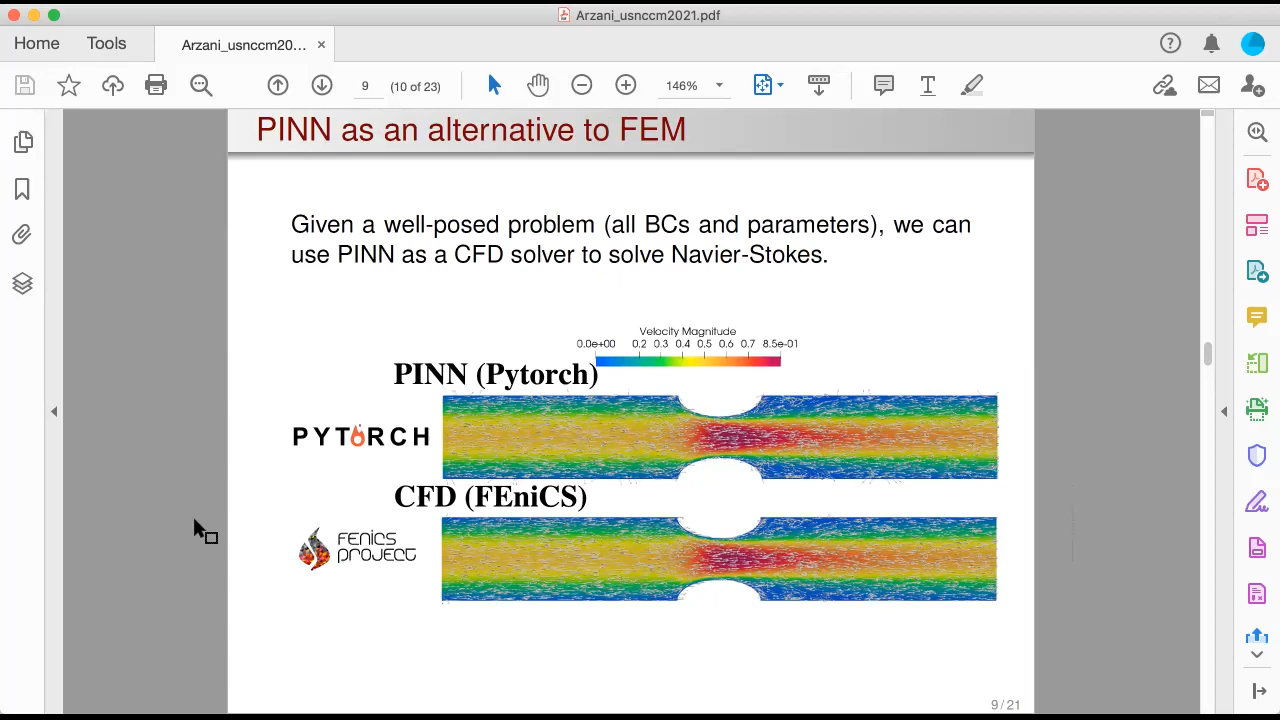 Arzani_usnccm2021.pdf
Home Tools Arzani_usnccm20... ×
9 (10 of 23) 146%
PINN as an alternative to FEM
Given a well-posed problem (all BCs and parameters), we can
use PINN as a CFD solver to solve Navier-Stokes.
Velocity Magnitude
0.0e+00 0.2 0.3 0.4 0.5 0.6 0.7 8.5e-01
PINN (Pytorch)
PYTORCH
CFD (FEniCS)
FENICS
PROJECT
9/21